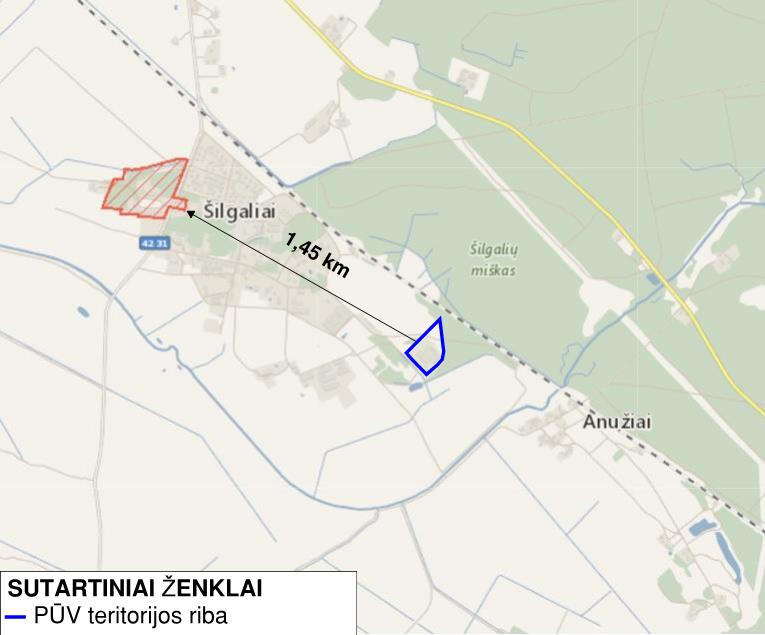 Šilgaliai
42 31
1,45 km
Šilgalių
miškas
Anužiai
SUTARTINIAI ŽENKLAI
PŪV teritorijos riba